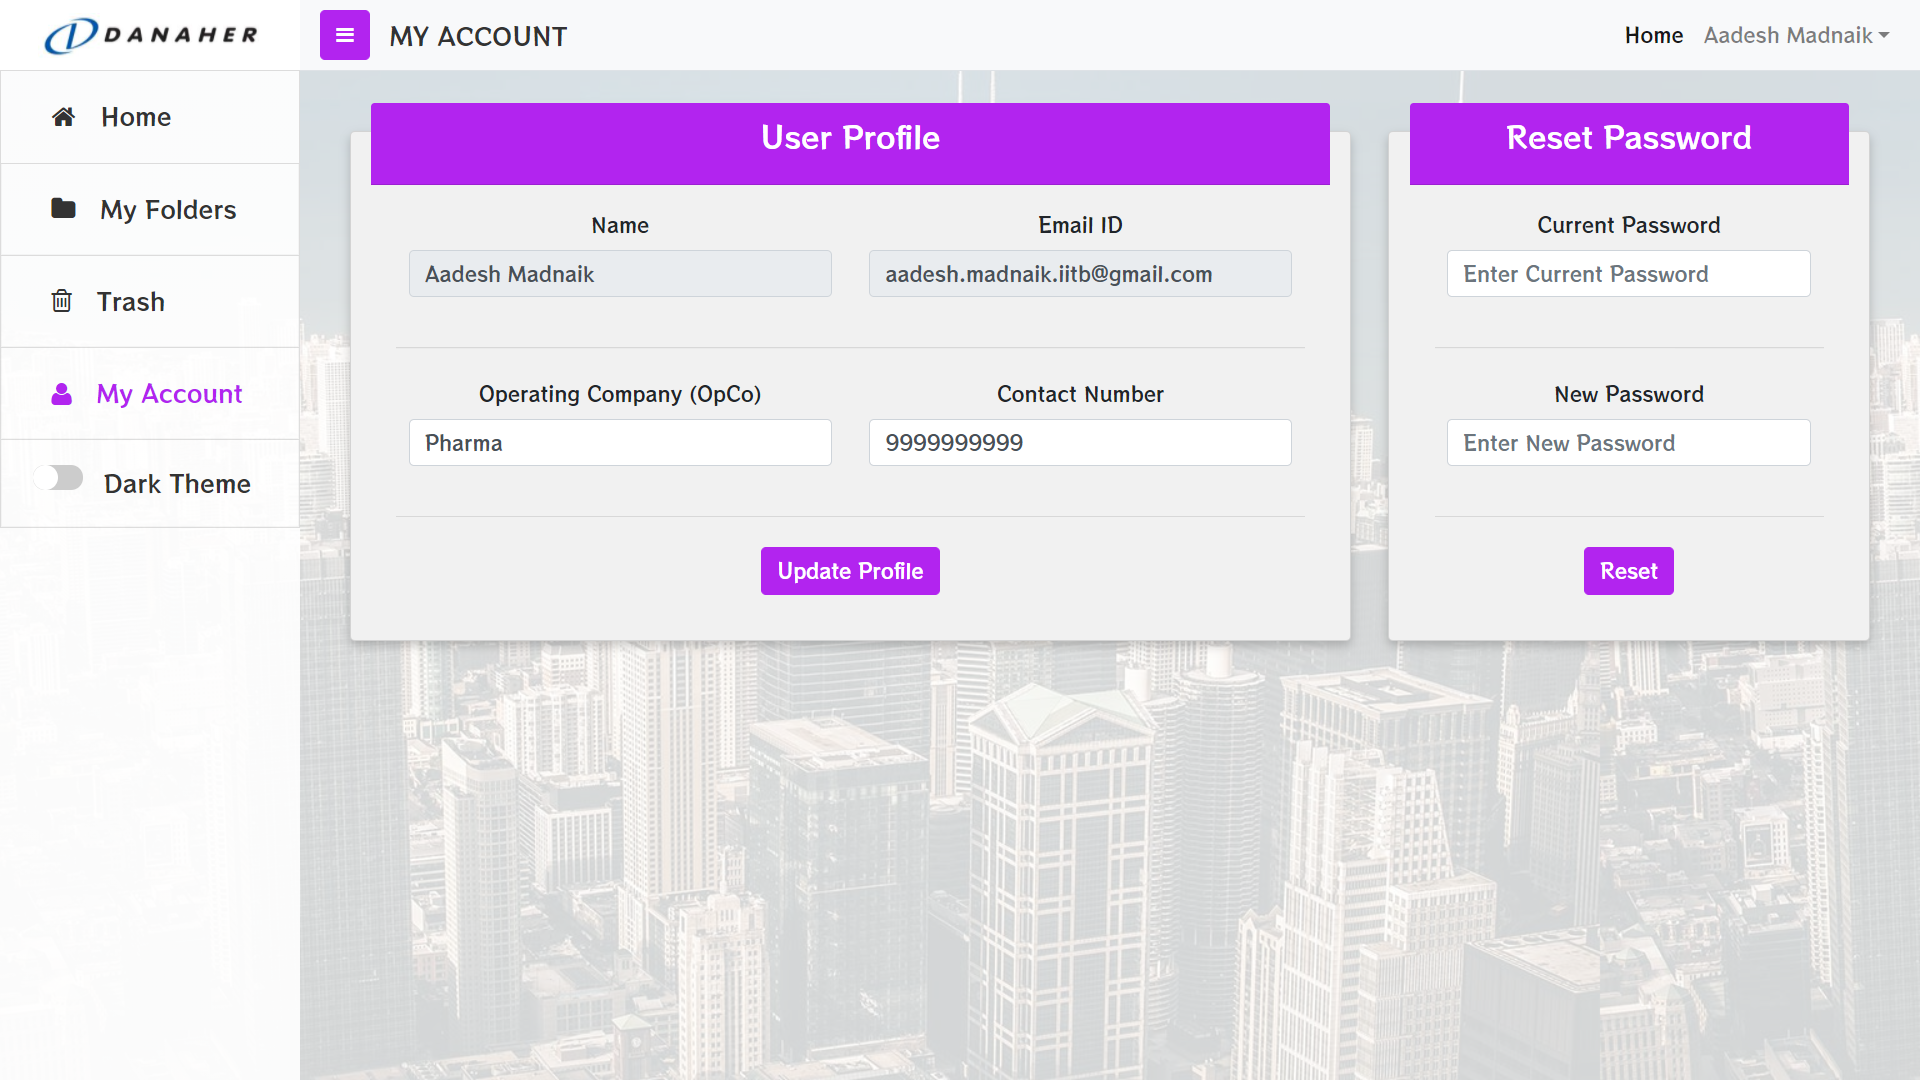 DANAHER
MY ACCOUNT
Home
Aadesh Madnaik
Home
My Folders
Trash
My Account
Dark Theme
User Profile
Name
Email ID
Aadesh Madnaik
aadesh.madnaik.iitb@gmail.com
Operating Company (OpCo)
Contact Number
Pharma
9999999999
Update Profile
Reset Password
Current Password
Enter Current Password
New Password
Enter New Password
Reset